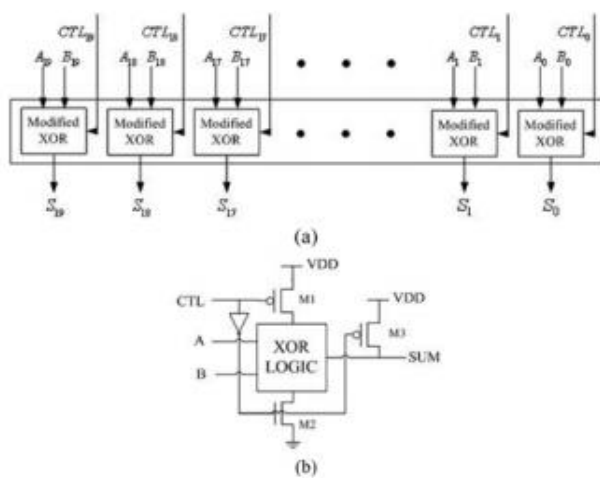 CTL19 CTL18 CTL17 CTL1 CTL0
A19 B19 A18 B18 A17 B17 A1 B1 A0 B0
Modified XOR Modified XOR Modified XOR Modified XOR Modified XOR
S19 S18 S17 S1 S0
(a)
VDD
CTL M1 VDD
A XOR LOGIC M3
B SUM
M2
(b)